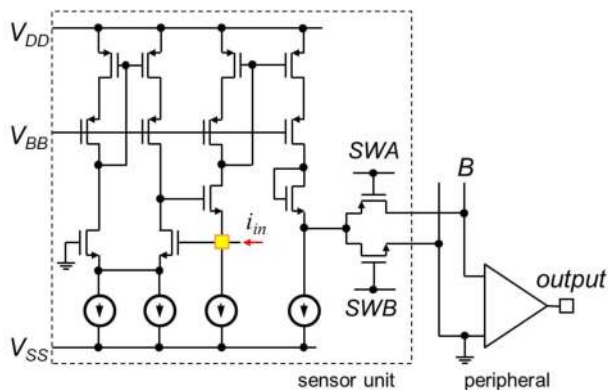 V_DD
V_BB
SWA
B
i_in
output
SWB
V_SS
sensor unit
peripheral